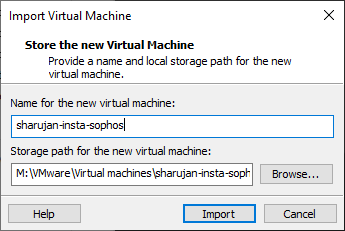 Import Virtual Machine
Store the new Virtual Machine
Provide a name and local storage path for the new
virtual machine.
Name for the new virtual machine:
sharujan-insta-sophos
Storage path for the new virtual machine:
M:\VMware\Virtual machines\sharujan-insta-soph
Browse...
Help
Import
Cancel